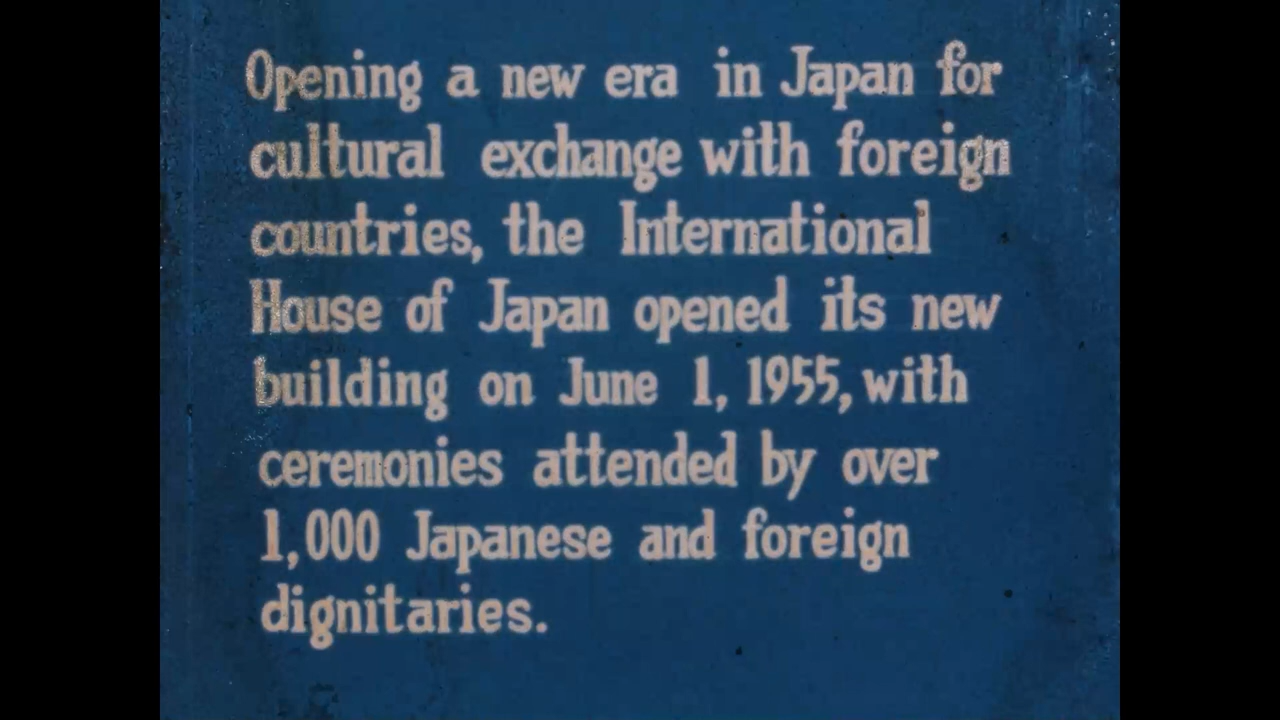 Opening a new era in Japan for
cultural exchange with foreign
countries, the International
House of Japan opened its new
building on June 1, 1955, with
ceremonies attended by over
1,000 Japanese and foreign
dignitaries.